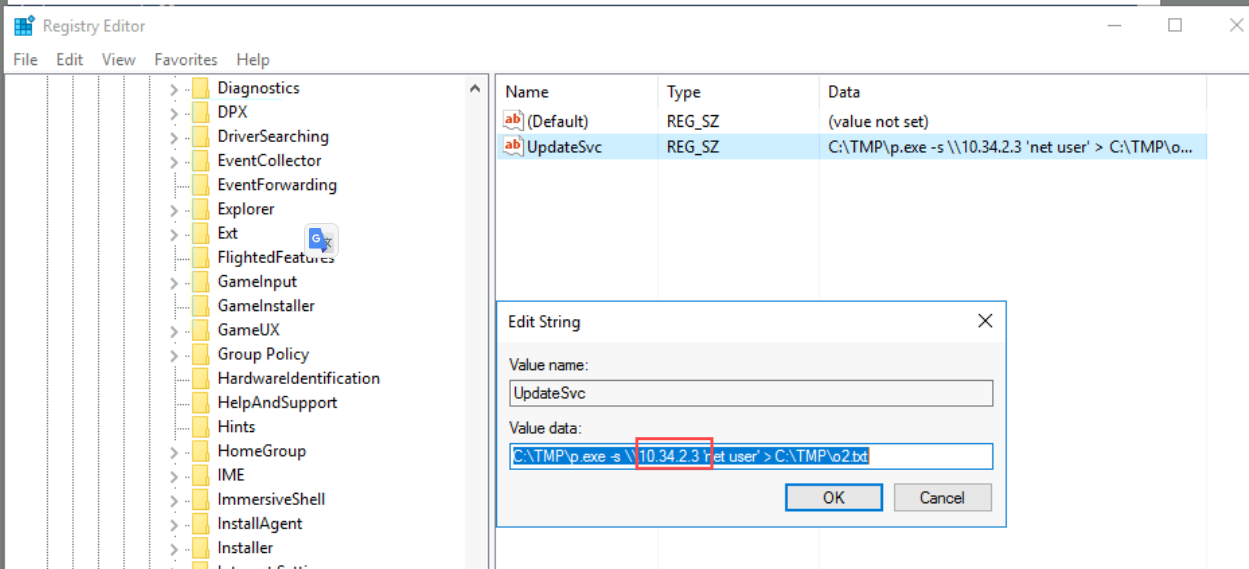 Registry Editor
File Edit View Favorites Help
Diagnostics
DPX
DriverSearching
EventCollector
EventForwarding
Explorer
Ext
FlightedFeatures
GameInput
GameInstaller
GameUX
Group Policy
HardwareIdentification
HelpAndSupport
Hints
HomeGroup
IME
ImmersiveShell
InstallAgent
Installer
Name Type Data
ab (Default) REG_SZ (value not set)
ab UpdateSvc REG_SZ C:\TMP\p.exe -s \\10.34.2.3 'net user' > C:\TMP\o...
G 文
Edit String
Value name:
UpdateSvc
Value data:
C:\TMP\p.exe -s \\10.34.2.3 'net user' > C:\TMP\o2.txt
OK Cancel